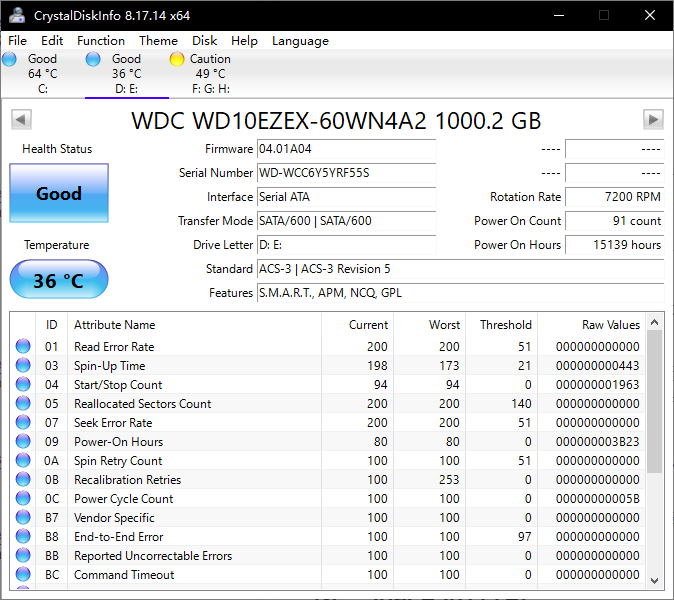 CrystalDiskInfo 8.17.14 x64
File Edit Function Theme Disk Help Language
Good Good Caution
64 °C 36 °C 49 °C
C: D: E: F: G: H:
WDC WD10EZEX-60WN4A2 1000.2 GB
Health Status
Good
Temperature
36 °C
Firmware 04.01A04 ----
Serial Number WD-WCC6Y5YRF55S ----
Interface Serial ATA Rotation Rate 7200 RPM
Transfer Mode SATA/600 | SATA/600 Power On Count 91 count
Drive Letter D: E: Power On Hours 15139 hours
Standard ACS-3 | ACS-3 Revision 5
Features S.M.A.R.T., APM, NCQ, GPL
ID Attribute Name Current Worst Threshold Raw Values
01 Read Error Rate 200 200 51 000000000000
03 Spin-Up Time 198 173 21 000000000443
04 Start/Stop Count 94 94 0 000000001963
05 Reallocated Sectors Count 200 200 140 000000000000
07 Seek Error Rate 200 200 51 000000000000
09 Power-On Hours 80 80 0 000000003B23
0A Spin Retry Count 100 100 51 000000000000
0B Recalibration Retries 100 253 0 000000000000
0C Power Cycle Count 100 100 0 00000000005B
B7 Vendor Specific 100 100 0 000000000000
B8 End-to-End Error 100 100 97 000000000000
BB Reported Uncorrectable Errors 100 100 0 000000000000
BC Command Timeout 100 100 0 000000000000